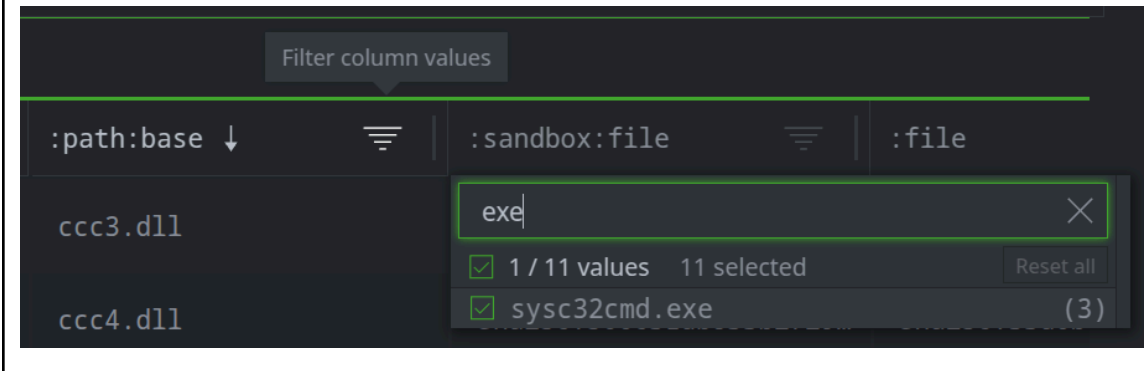 Filter column values
:path:base ↓ :sandbox:file :file
ccc3.dll
exe
1 / 11 values 11 selected Reset all
sysc32cmd.exe (3)
ccc4.dll